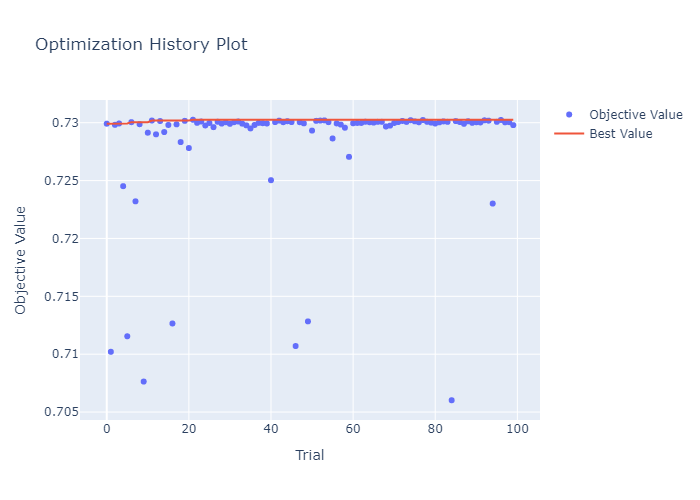 Optimization History Plot
Objective Value
Best Value
0.73
0.725
0.72
0.715
0.71
0.705
Objective Value
0
20
40
60
80
100
Trial